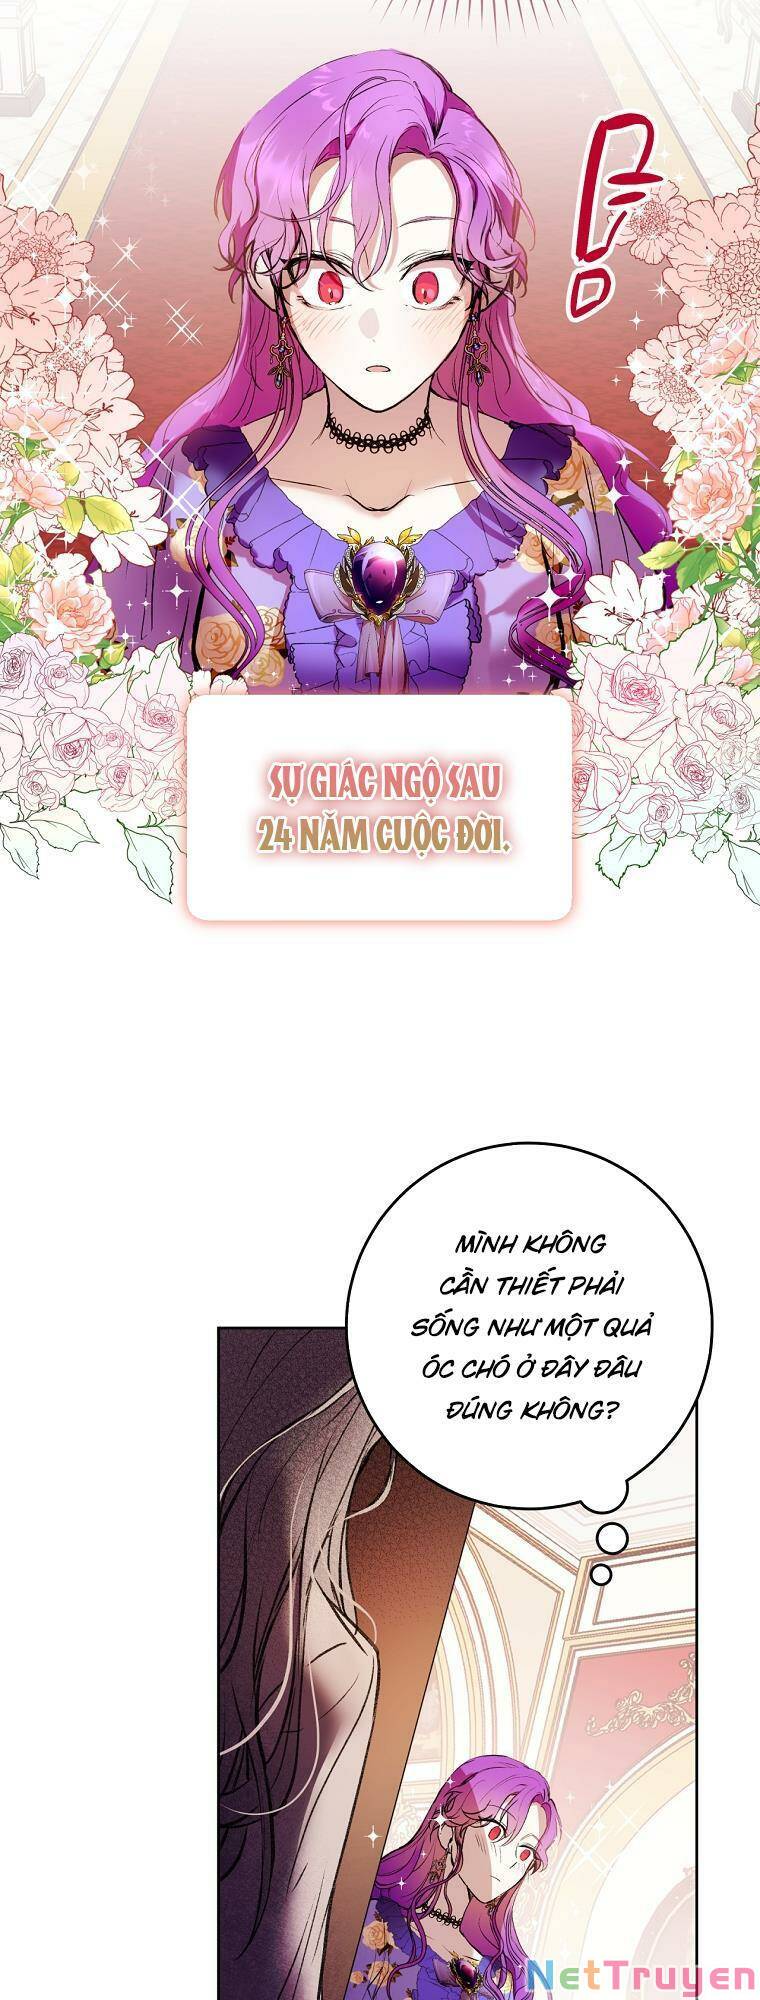 !
SỰ GIÁC NGỘ SAU
24 NĂM CUỘC ĐỜI.
MÌNH KHÔNG
CẦN THIẾT PHẢI
SỐNG NHƯ MỘT QUẢ
ÓC CHÓ Ở ĐÂY ĐÂU
ĐÚNG KHÔNG?
NetTruyen